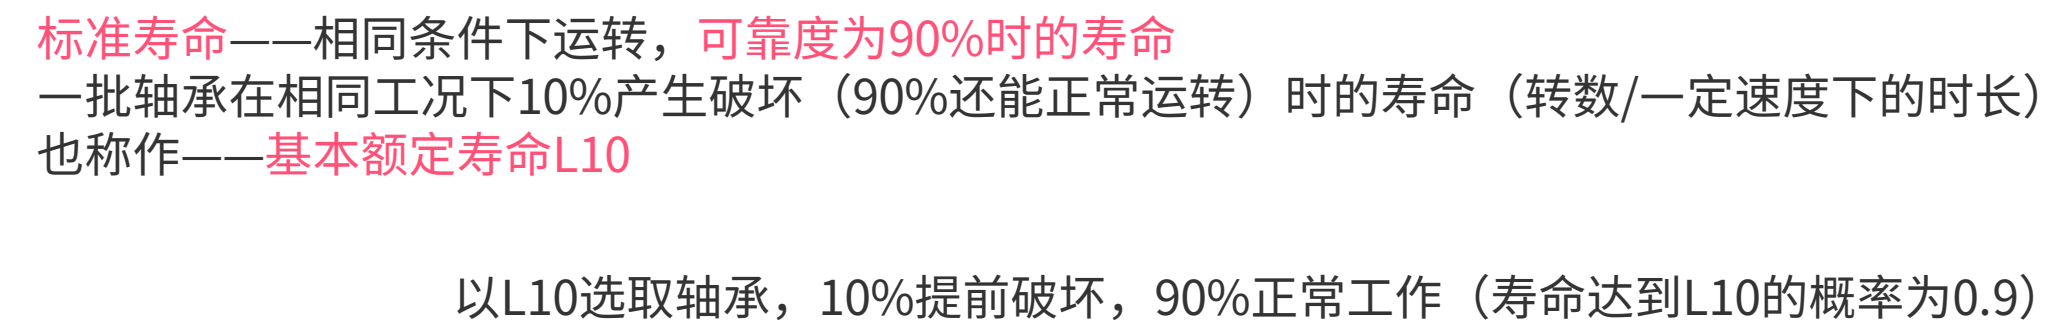 标准寿命——相同条件下运转，可靠度为90%时的寿命
一批轴承在相同工况下10%产生破坏（90%还能正常运转）时的寿命（转数/一定速度下的时长）
也称作——基本额定寿命L10
以L10选取轴承，10%提前破坏，90%正常工作（寿命达到L10的概率为0.9）